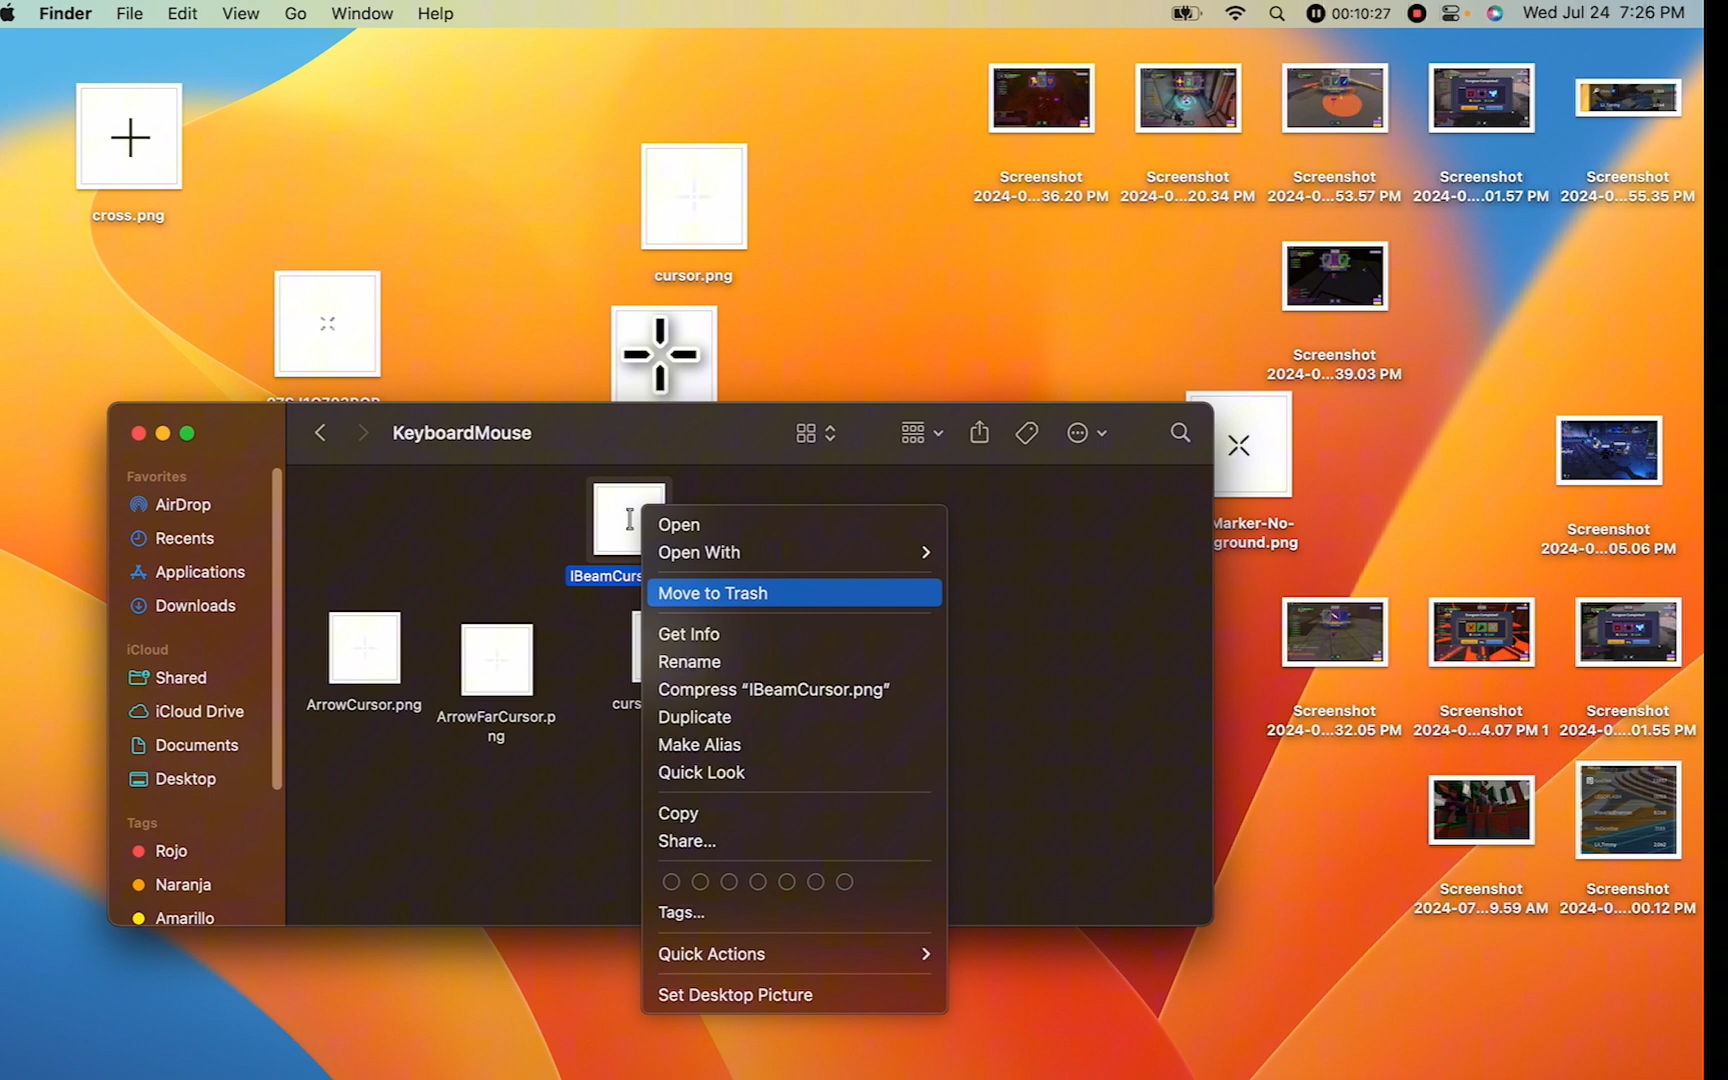 Finder File Edit View Go Window Help 00:10:27 Wed Jul 24 7:26 PM
cross.png
cursor.png
Screenshot
2024-0...36.20 PM
Screenshot
2024-0...20.34 PM
Screenshot
2024-0...53.57 PM
Screenshot
2024-0....01.57 PM
Screenshot
2024-0...55.35 PM
Screenshot
2024-0...39.03 PM
Marker-No-
ground.png
Screenshot
2024-0...05.06 PM
Screenshot
2024-0...32.05 PM
Screenshot
2024-0...4.07 PM 1
Screenshot
2024-0....01.55 PM
Screenshot
2024-07...9.59 AM
Screenshot
2024-0....00.12 PM
KeyboardMouse
Favorites
AirDrop
Recents
Applications
Downloads
iCloud
Shared
iCloud Drive
Documents
Desktop
Tags
Rojo
Naranja
Amarillo
IBeamCurs
ArrowCursor.png
ArrowFarCursor.p
ng
curs
Open
Open With
Move to Trash
Get Info
Rename
Compress “IBeamCursor.png”
Duplicate
Make Alias
Quick Look
Copy
Share...
Tags...
Quick Actions
Set Desktop Picture